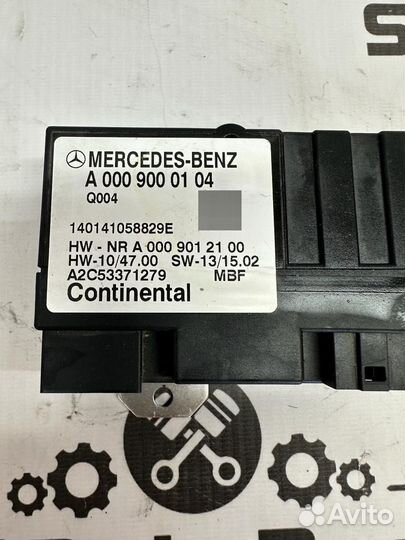 MERCEDES-BENZ
A 000 900 01 04
Q004
140141058829E
HW - NR A 000 901 21 00
HW-10/47.00 SW-13/15.02
A2C53371279 MBF
Continental
Avito